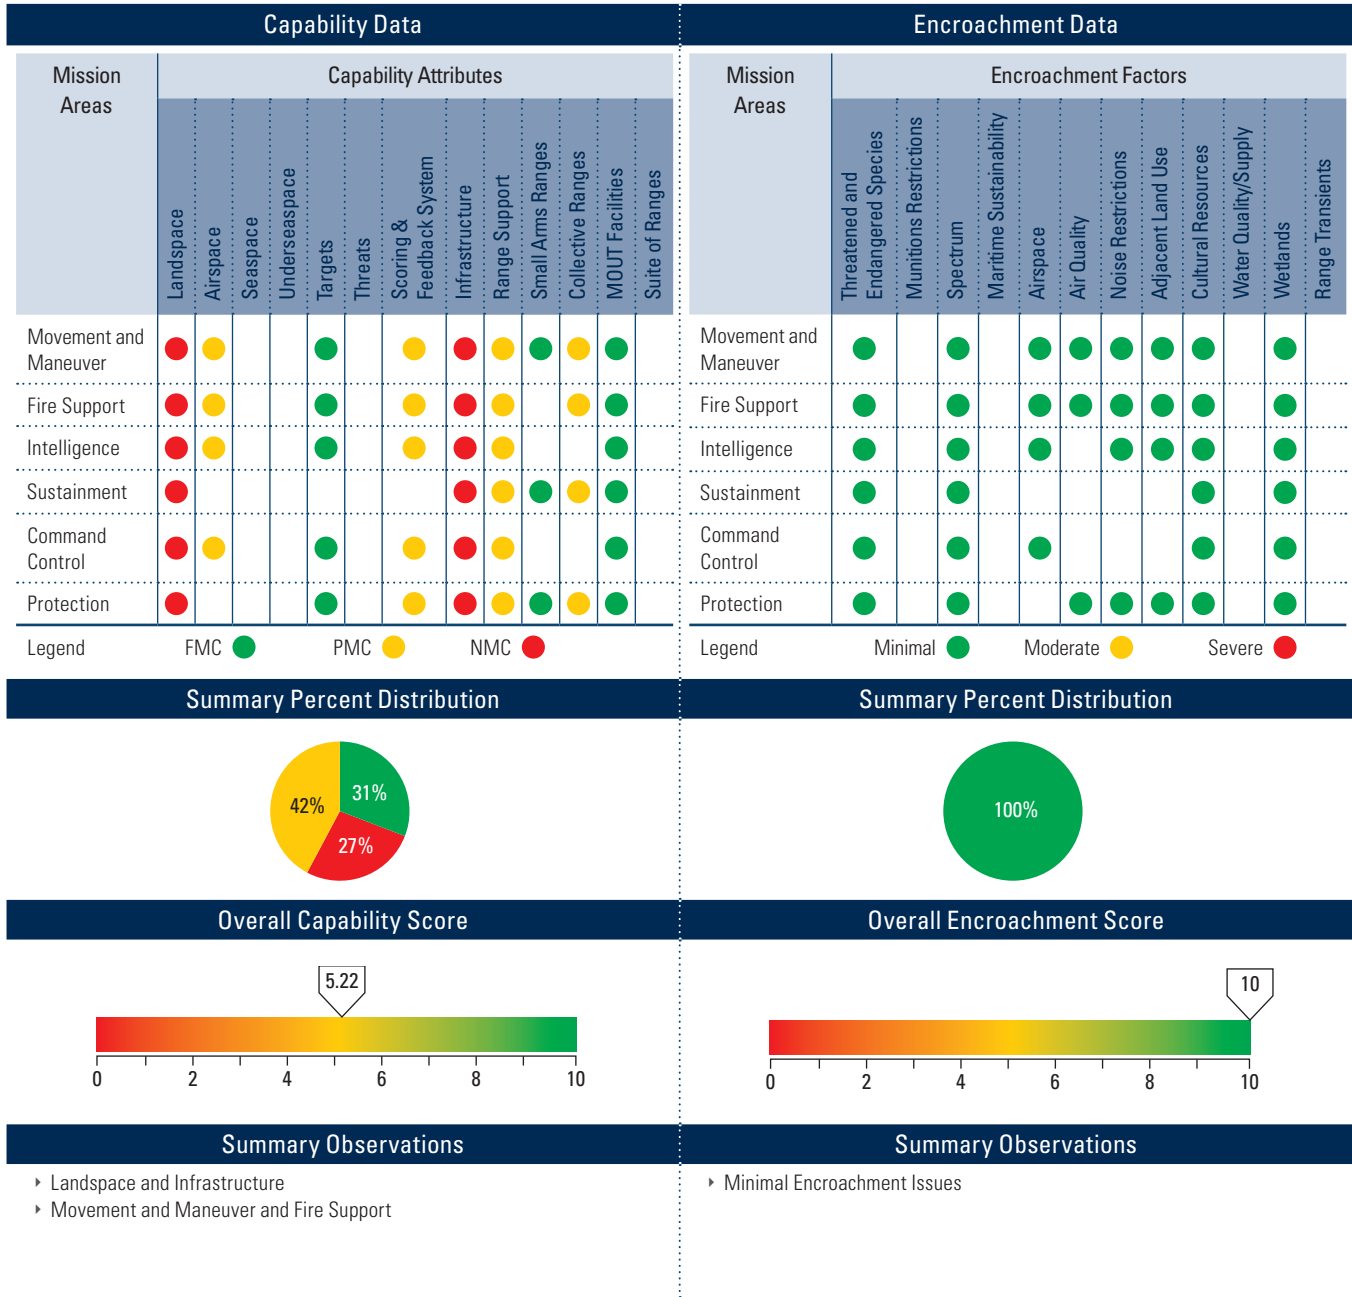 Capability Data
Mission
Areas
Capability Attributes
Landspace
Airspace
Seaspace
Underseaspace
Targets
Threats
Scoring &
Feedback System
Infrastructure
Range Support
Small Arms Ranges
Collective Ranges
MOUT Facilities
Suite of Ranges
Movement and
Maneuver
Fire Support
Intelligence
Sustainment
Command
Control
Protection
Legend
FMC
PMC
NMC
Summary Percent Distribution
42%
31%
27%
Overall Capability Score
5.22
0
2
4
6
8
10
Summary Observations
‣ Landspace and Infrastructure
‣ Movement and Maneuver and Fire Support
Encroachment Data
Mission
Areas
Encroachment Factors
Threatened and
Endangered Species
Munitions Restrictions
Spectrum
Maritime Sustainability
Airspace
Air Quality
Noise Restrictions
Adjacent Land Use
Cultural Resources
Water Quality/Supply
Wetlands
Range Transients
Movement and
Maneuver
Fire Support
Intelligence
Sustainment
Command
Control
Protection
Legend
Minimal
Moderate
Severe
Summary Percent Distribution
100%
Overall Encroachment Score
10
0
2
4
6
8
10
Summary Observations
‣ Minimal Encroachment Issues